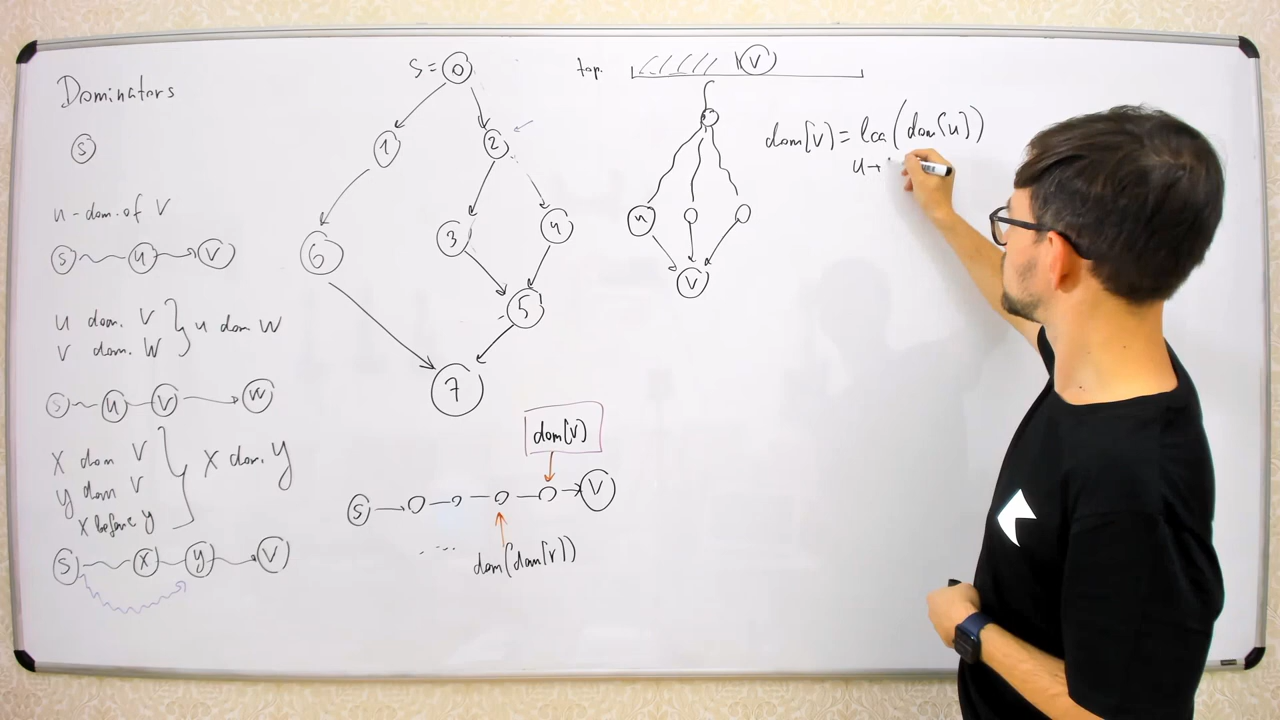 Dominators
S
u - dom. of V
S u V
u dom. V
V dom. W
u dom W
S u V W
X dom V
y dom V
X before y
X dom. y
S X y V
S = 0
1 2
6 3 4
5
7
dom[V]
S V
dom(dom[V])
top. V
u
V
dom[V] = lca(dom[u])
u→